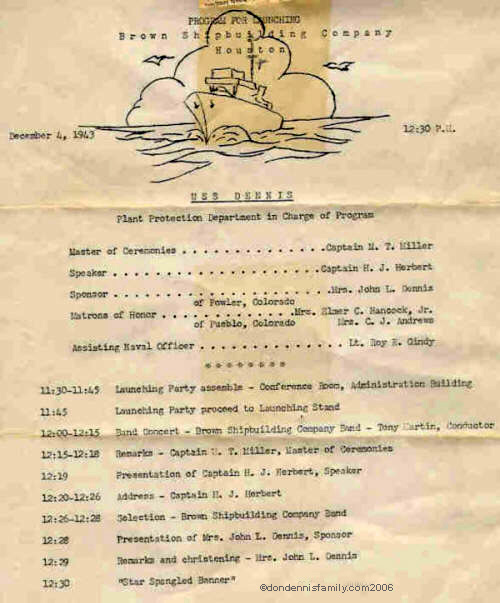 PROGRAM FOR LAUNCHING
Brown Shipbuilding Company
Houston
December 4, 1943 12:30 P.M.
USS DENNIS
Plant Protection Department in Charge of Program
Master of Ceremonies . . . . . . . . . . . . . . . Captain M. T. Miller
Speaker . . . . . . . . . . . . . . . . . . . . . Captain H. J. Herbert
Sponsor . . . . . . . . . . . . . . . . . . . . . . Mrs. John L. Dennis
of Fowler, Colorado
Matrons of Honor . . . . . . . . . . . . . Mrs. Elmer C. Hancock, Jr.
of Pueblo, Colorado Mrs. C. J. Andrews
Assisting Naval Officer . . . . . . . . . . . . . . . Lt. Roy R. Gindy
* * * * * * * *
11:30-11:45 Launching Party assemble - Conference Room, Administration Building
11:45 Launching Party proceed to Launching Stand
12:00-12:15 Band Concert - Brown Shipbuilding Company Band - Tony Martin, Conductor
12:15-12:18 Remarks - Captain M. T. Miller, Master of Ceremonies
12:19 Presentation of Captain H. J. Herbert, Speaker
12:20-12:26 Address - Captain H. J. Herbert
12:26-12:28 Selection - Brown Shipbuilding Company Band
12:28 Presentation of Mrs. John L. Dennis, Sponsor
12:29 Remarks and christening - Mrs. John L. Dennis
12:30 "Star Spangled Banner"
©dondennisfamily.com2006